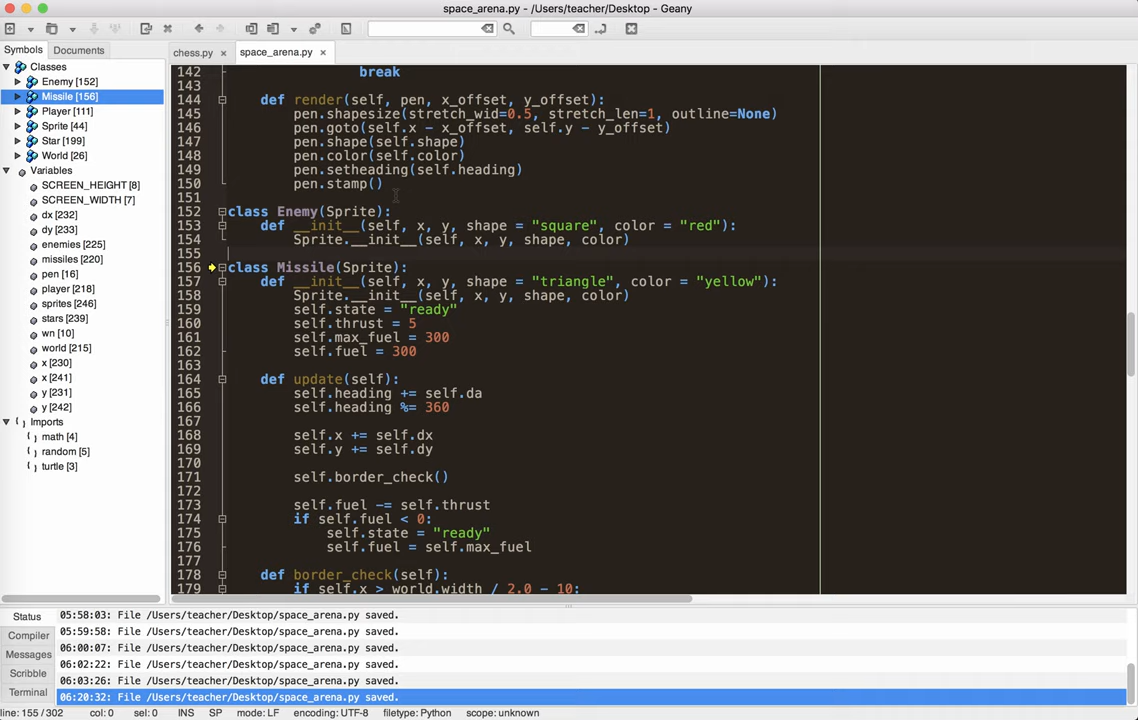 space_arena.py - /Users/teacher/Desktop - Geany
Symbols Documents
chess.py space_arena.py
Classes
Enemy [152]
Missile [156]
Player [111]
Sprite [44]
Star [199]
World [26]
Variables
SCREEN_HEIGHT [8]
SCREEN_WIDTH [7]
dx [232]
dy [233]
enemies [225]
missiles [220]
pen [16]
player [218]
sprites [246]
stars [239]
wn [10]
world [215]
x [230]
x [241]
y [231]
y [242]
Imports
math [4]
random [5]
turtle [3]
142 break
143
144 def render(self, pen, x_offset, y_offset):
145 pen.shapesize(stretch_wid=0.5, stretch_len=1, outline=None)
146 pen.goto(self.x - x_offset, self.y - y_offset)
147 pen.shape(self.shape)
148 pen.color(self.color)
149 pen.setheading(self.heading)
150 pen.stamp()
151
152 class Enemy(Sprite):
153 def __init__(self, x, y, shape = "square", color = "red"):
154 Sprite.__init__(self, x, y, shape, color)
155
156 class Missile(Sprite):
157 def __init__(self, x, y, shape = "triangle", color = "yellow"):
158 Sprite.__init__(self, x, y, shape, color)
159 self.state = "ready"
160 self.thrust = 5
161 self.max_fuel = 300
162 self.fuel = 300
163
164 def update(self):
165 self.heading += self.da
166 self.heading %= 360
167
168 self.x += self.dx
169 self.y += self.dy
170
171 self.border_check()
172
173 self.fuel -= self.thrust
174 if self.fuel < 0:
175 self.state = "ready"
176 self.fuel = self.max_fuel
177
178 def border_check(self):
179 if self.x > world.width / 2.0 - 10:
Status
Compiler
Messages
Scribble
Terminal
05:58:03: File /Users/teacher/Desktop/space_arena.py saved.
05:59:58: File /Users/teacher/Desktop/space_arena.py saved.
06:00:07: File /Users/teacher/Desktop/space_arena.py saved.
06:02:22: File /Users/teacher/Desktop/space_arena.py saved.
06:03:26: File /Users/teacher/Desktop/space_arena.py saved.
06:20:32: File /Users/teacher/Desktop/space_arena.py saved.
line: 155 / 302 col: 0 sel: 0 INS SP mode: LF encoding: UTF-8 filetype: Python scope: unknown